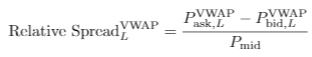 Relative Spread_L^VWAP = (P_ask,L^VWAP − P_bid,L^VWAP) / P_mid